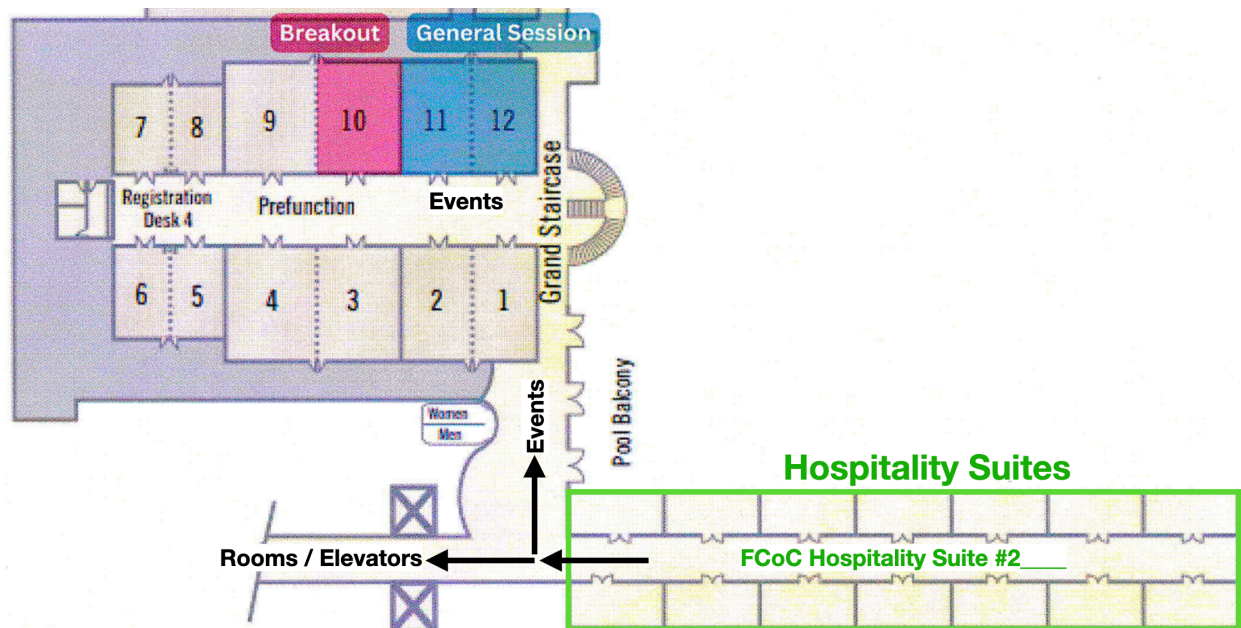 Breakout
General Session
7
8
9
10
11
12
Registration
Desk 4
Prefunction
Events
Grand Staircase
6
5
4
3
2
1
Women
Men
Events
Pool Balcony
Hospitality Suites
Rooms / Elevators
FCoC Hospitality Suite #2____